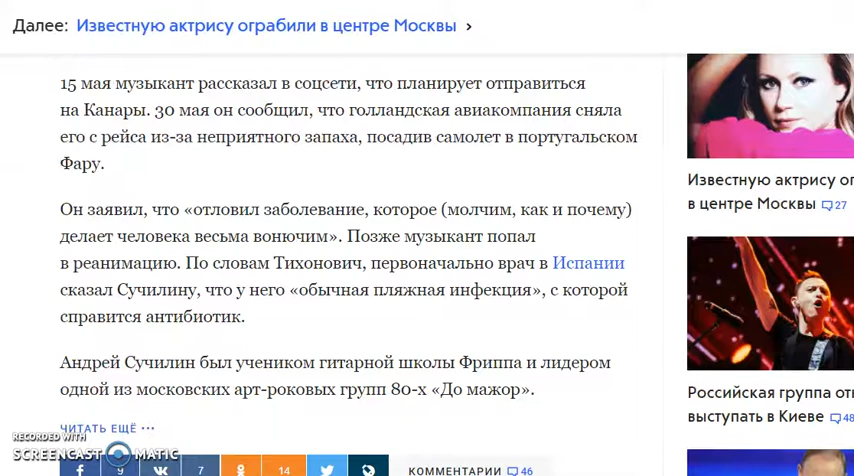 Далее: Известную актрису ограбили в центре Москвы ›
15 мая музыкант рассказал в соцсети, что планирует отправиться
на Канары. 30 мая он сообщил, что голландская авиакомпания сняла
его с рейса из-за неприятного запаха, посадив самолет в португальском
Фару.
Он заявил, что «отловил заболевание, которое (молчим, как и почему)
делает человека весьма вонючим». Позже музыкант попал
в реанимацию. По словам Тихонович, первоначально врач в Испании
сказал Сучилину, что у него «обычная пляжная инфекция», с которой
справится антибиотик.
Андрей Сучилин был учеником гитарной школы Фриппа и лидером
одной из московских арт-роковых групп 80-х «До мажор».
ЧИТАТЬ ЕЩЁ •••
RECORDED WITH
SCREENCAST MATIC
9 7 14 КОММЕНТАРИИ 46
Известную актрису ог
в центре Москвы 27
Российская группа от
выступать в Киеве 48